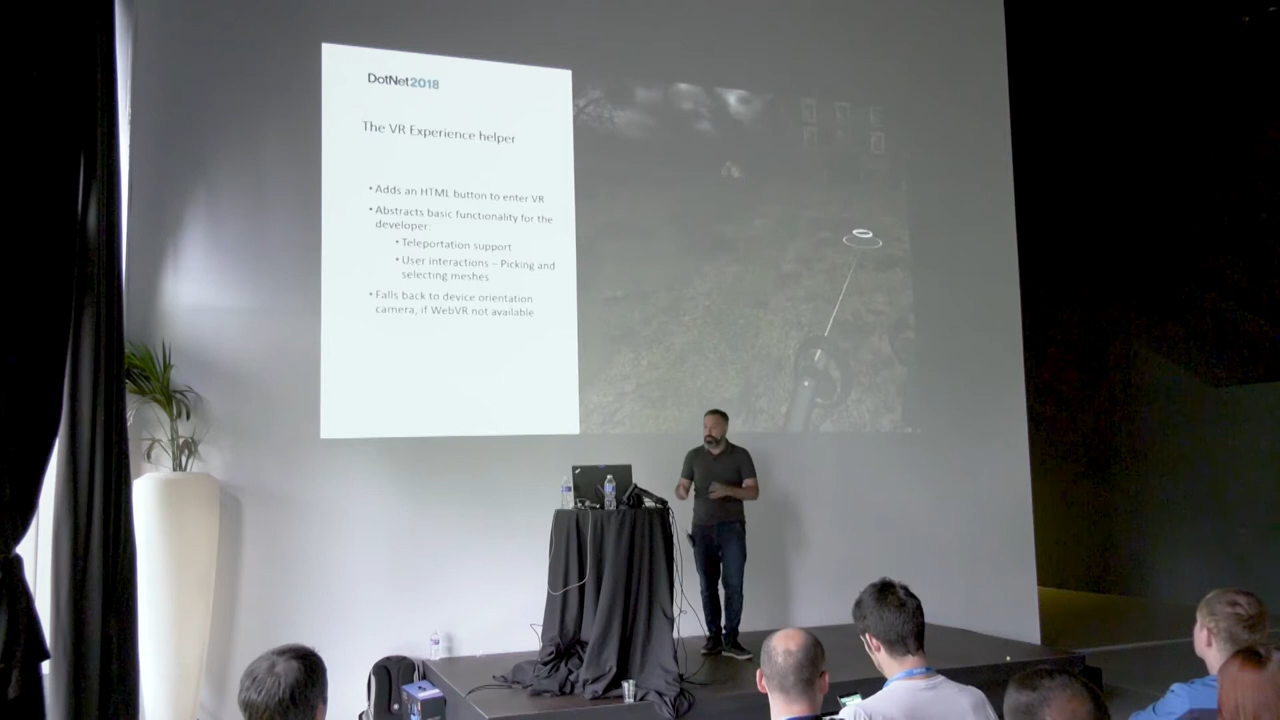 DotNet2018
The VR Experience helper
• Adds an HTML button to enter VR
• Abstracts basic functionality for the
developer:
• Teleportation support
• User interactions – Picking and
selecting meshes
• Falls back to device orientation
camera, if WebVR not available